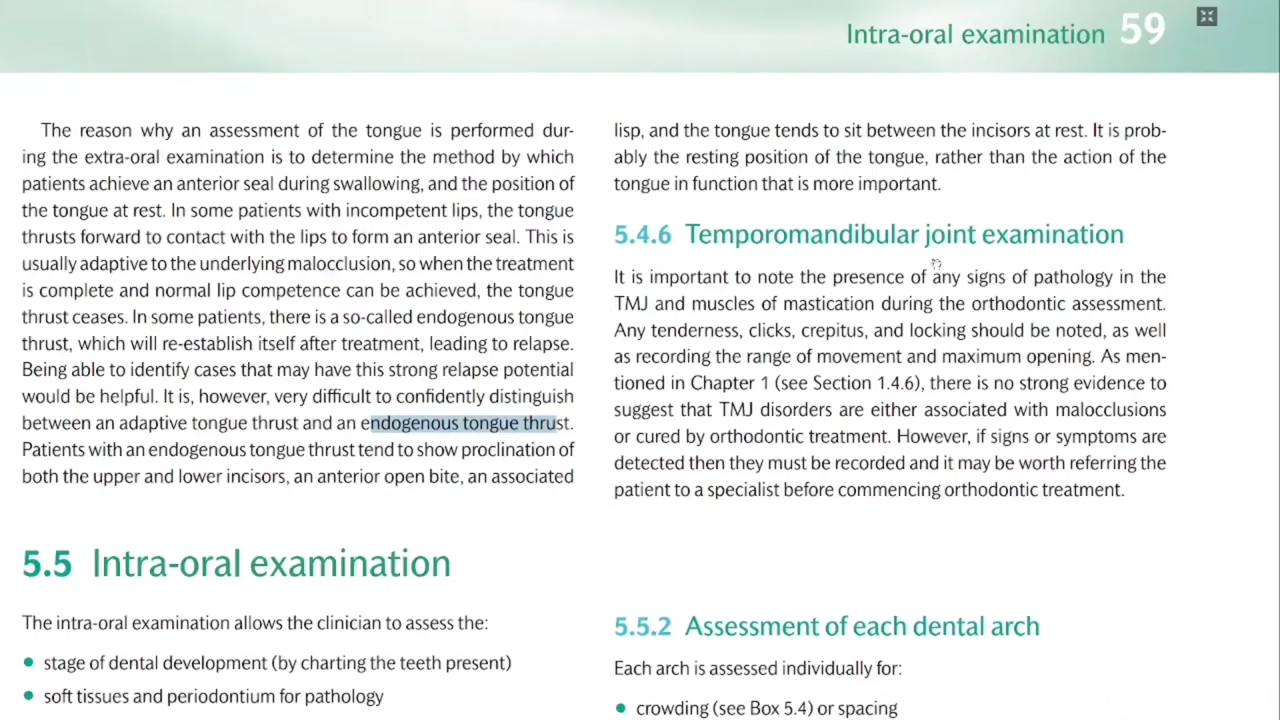 Intra-oral examination 59
The reason why an assessment of the tongue is performed dur-
ing the extra-oral examination is to determine the method by which
patients achieve an anterior seal during swallowing, and the position of
the tongue at rest. In some patients with incompetent lips, the tongue
thrusts forward to contact with the lips to form an anterior seal. This is
usually adaptive to the underlying malocclusion, so when the treatment
is complete and normal lip competence can be achieved, the tongue
thrust ceases. In some patients, there is a so-called endogenous tongue
thrust, which will re-establish itself after treatment, leading to relapse.
Being able to identify cases that may have this strong relapse potential
would be helpful. It is, however, very difficult to confidently distinguish
between an adaptive tongue thrust and an endogenous tongue thrust.
Patients with an endogenous tongue thrust tend to show proclination of
both the upper and lower incisors, an anterior open bite, an associated
lisp, and the tongue tends to sit between the incisors at rest. It is prob-
ably the resting position of the tongue, rather than the action of the
tongue in function that is more important.
5.4.6 Temporomandibular joint examination
It is important to note the presence of any signs of pathology in the
TMJ and muscles of mastication during the orthodontic assessment.
Any tenderness, clicks, crepitus, and locking should be noted, as well
as recording the range of movement and maximum opening. As men-
tioned in Chapter 1 (see Section 1.4.6), there is no strong evidence to
suggest that TMJ disorders are either associated with malocclusions
or cured by orthodontic treatment. However, if signs or symptoms are
detected then they must be recorded and it may be worth referring the
patient to a specialist before commencing orthodontic treatment.
5.5 Intra-oral examination
The intra-oral examination allows the clinician to assess the:
• stage of dental development (by charting the teeth present)
• soft tissues and periodontium for pathology
5.5.2 Assessment of each dental arch
Each arch is assessed individually for:
• crowding (see Box 5.4) or spacing